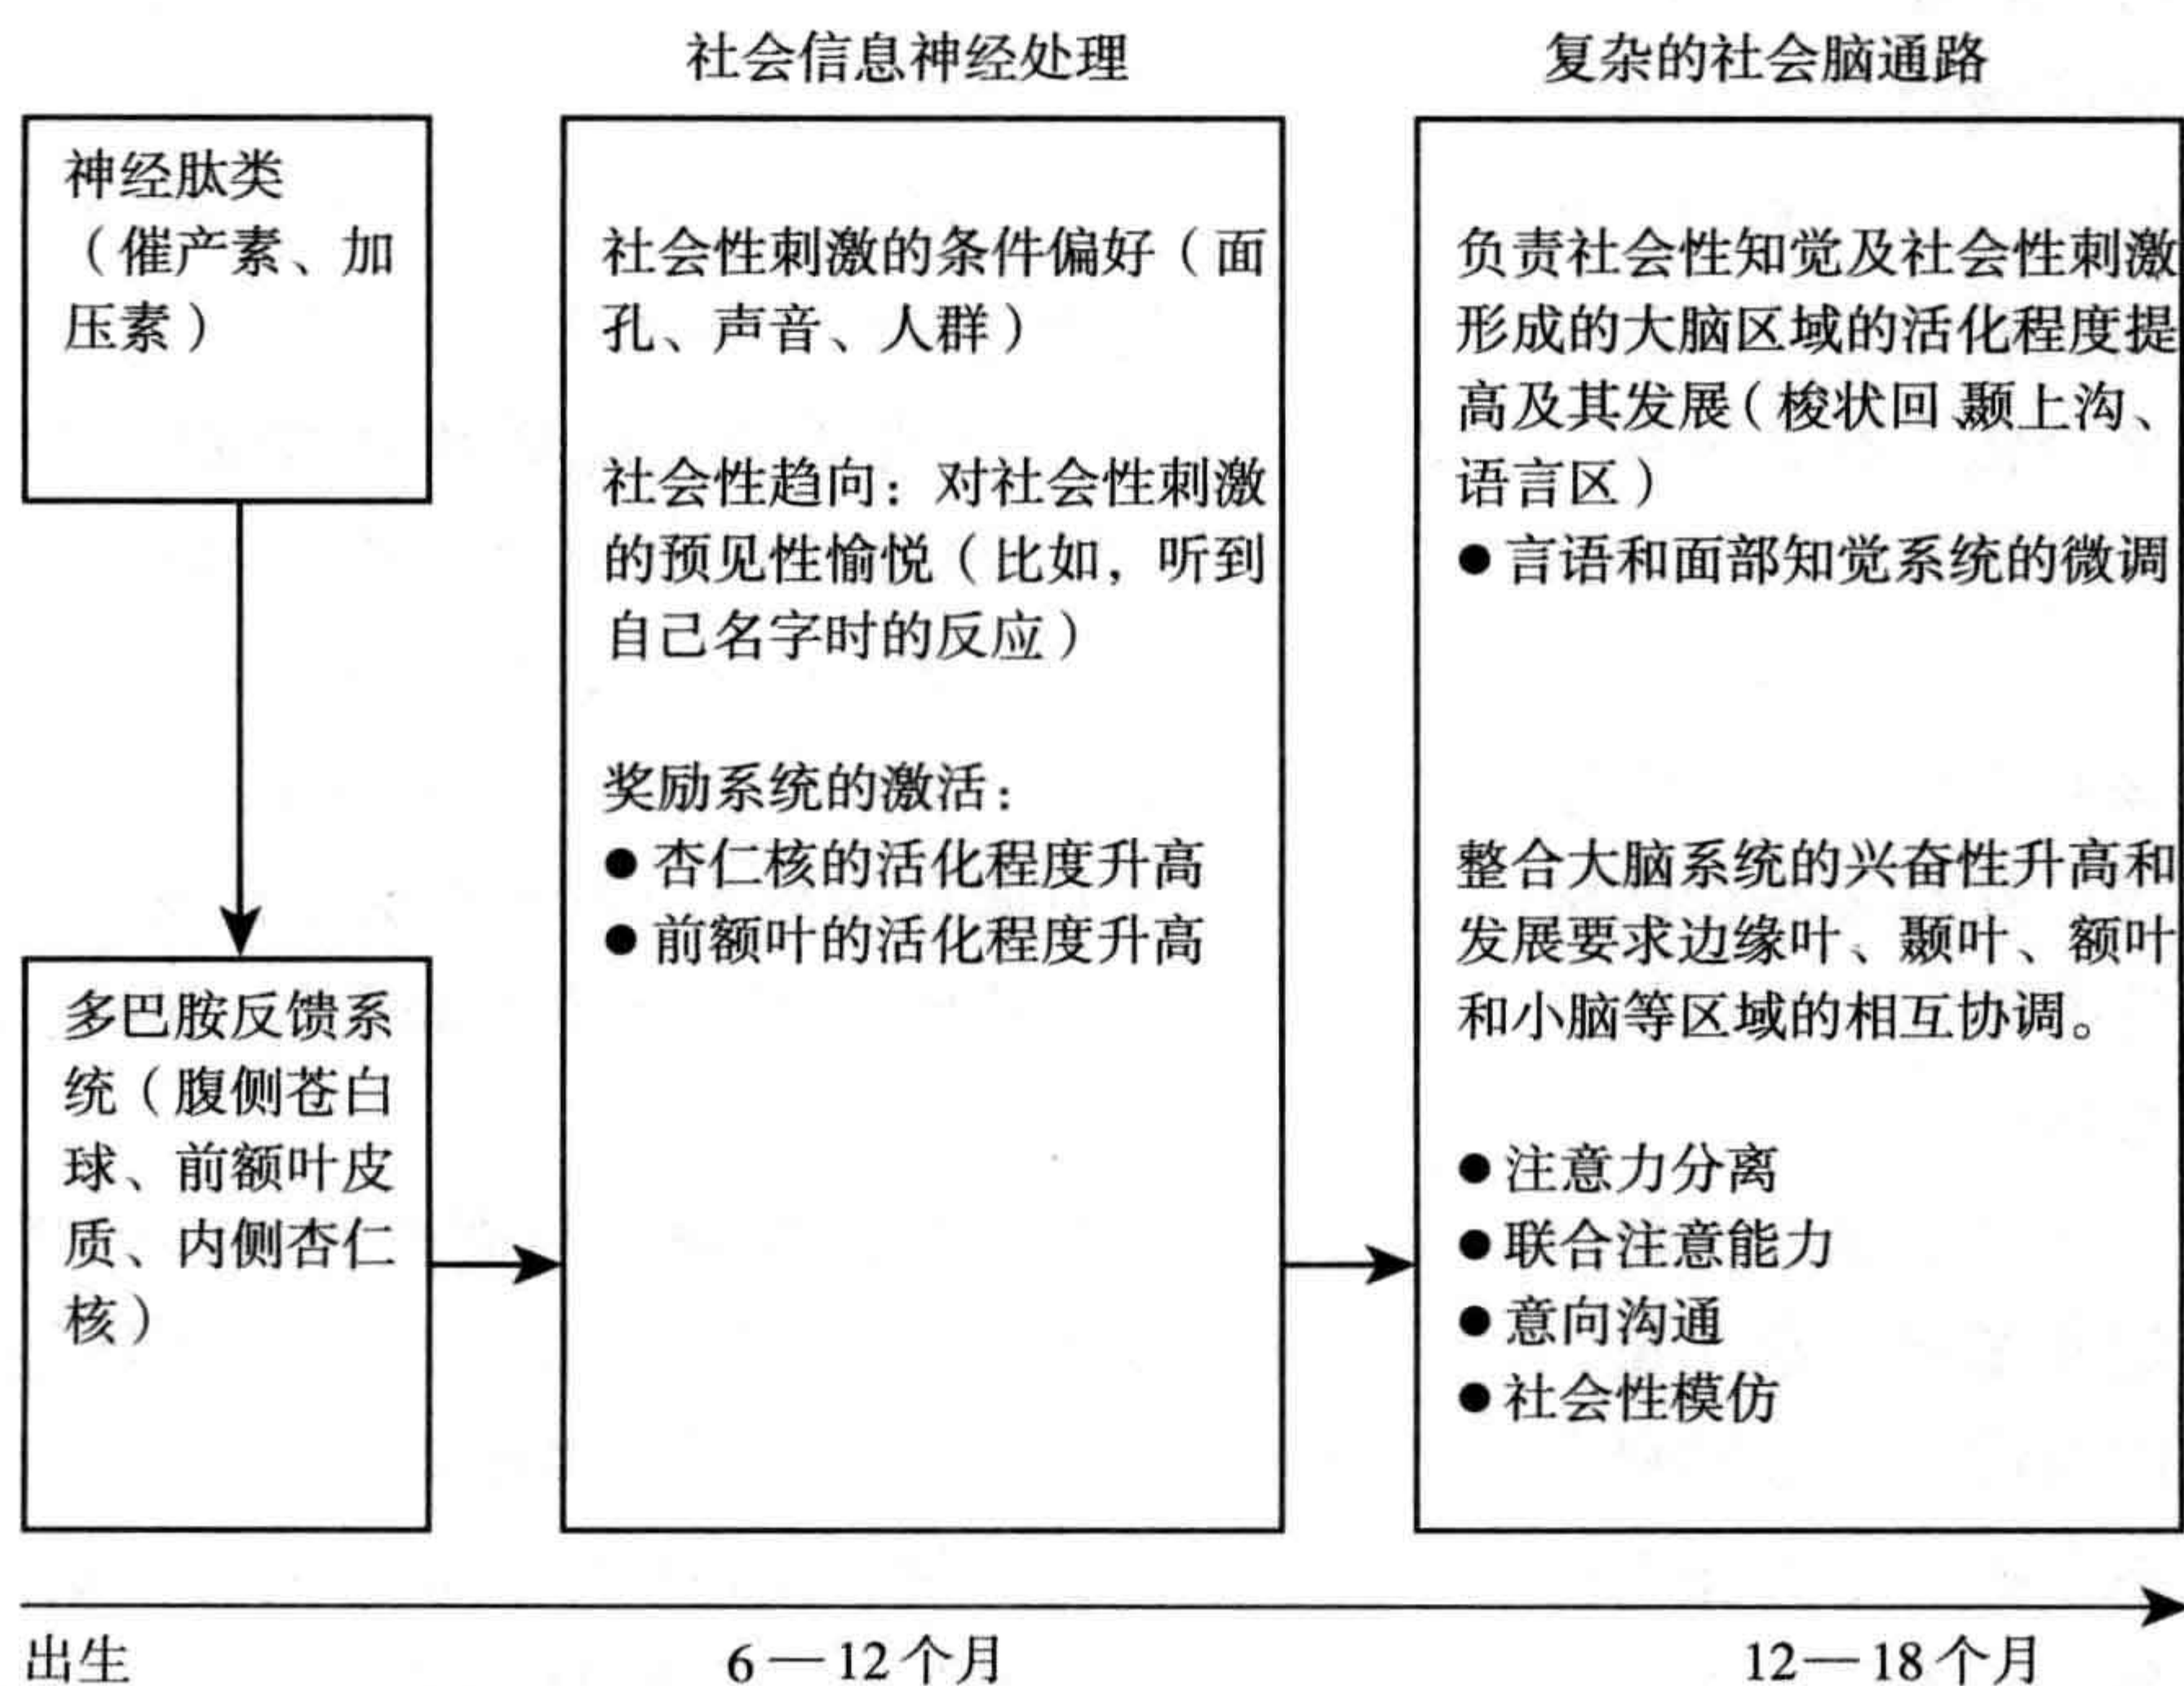 社会信息神经处理
复杂的社会脑通路
神经肽类
（催产素、加
压素）
多巴胺反馈系
统（腹侧苍白
球、前额叶皮
质、内侧杏仁
核）
社会性刺激的条件偏好（面
孔、声音、人群）
社会性趋向：对社会性刺激
的预见性愉悦（比如，听到
自己名字时的反应）
奖励系统的激活：
●杏仁核的活化程度升高
●前额叶的活化程度升高
负责社会性知觉及社会性刺激
形成的大脑区域的活化程度提
高及其发展（梭状回、颞上沟、
语言区）
●言语和面部知觉系统的微调
整合大脑系统的兴奋性升高和
发展要求边缘叶、颞叶、额叶
和小脑等区域的相互协调。
●注意力分离
●联合注意能力
●意向沟通
●社会性模仿
出生
6—12个月
12—18个月